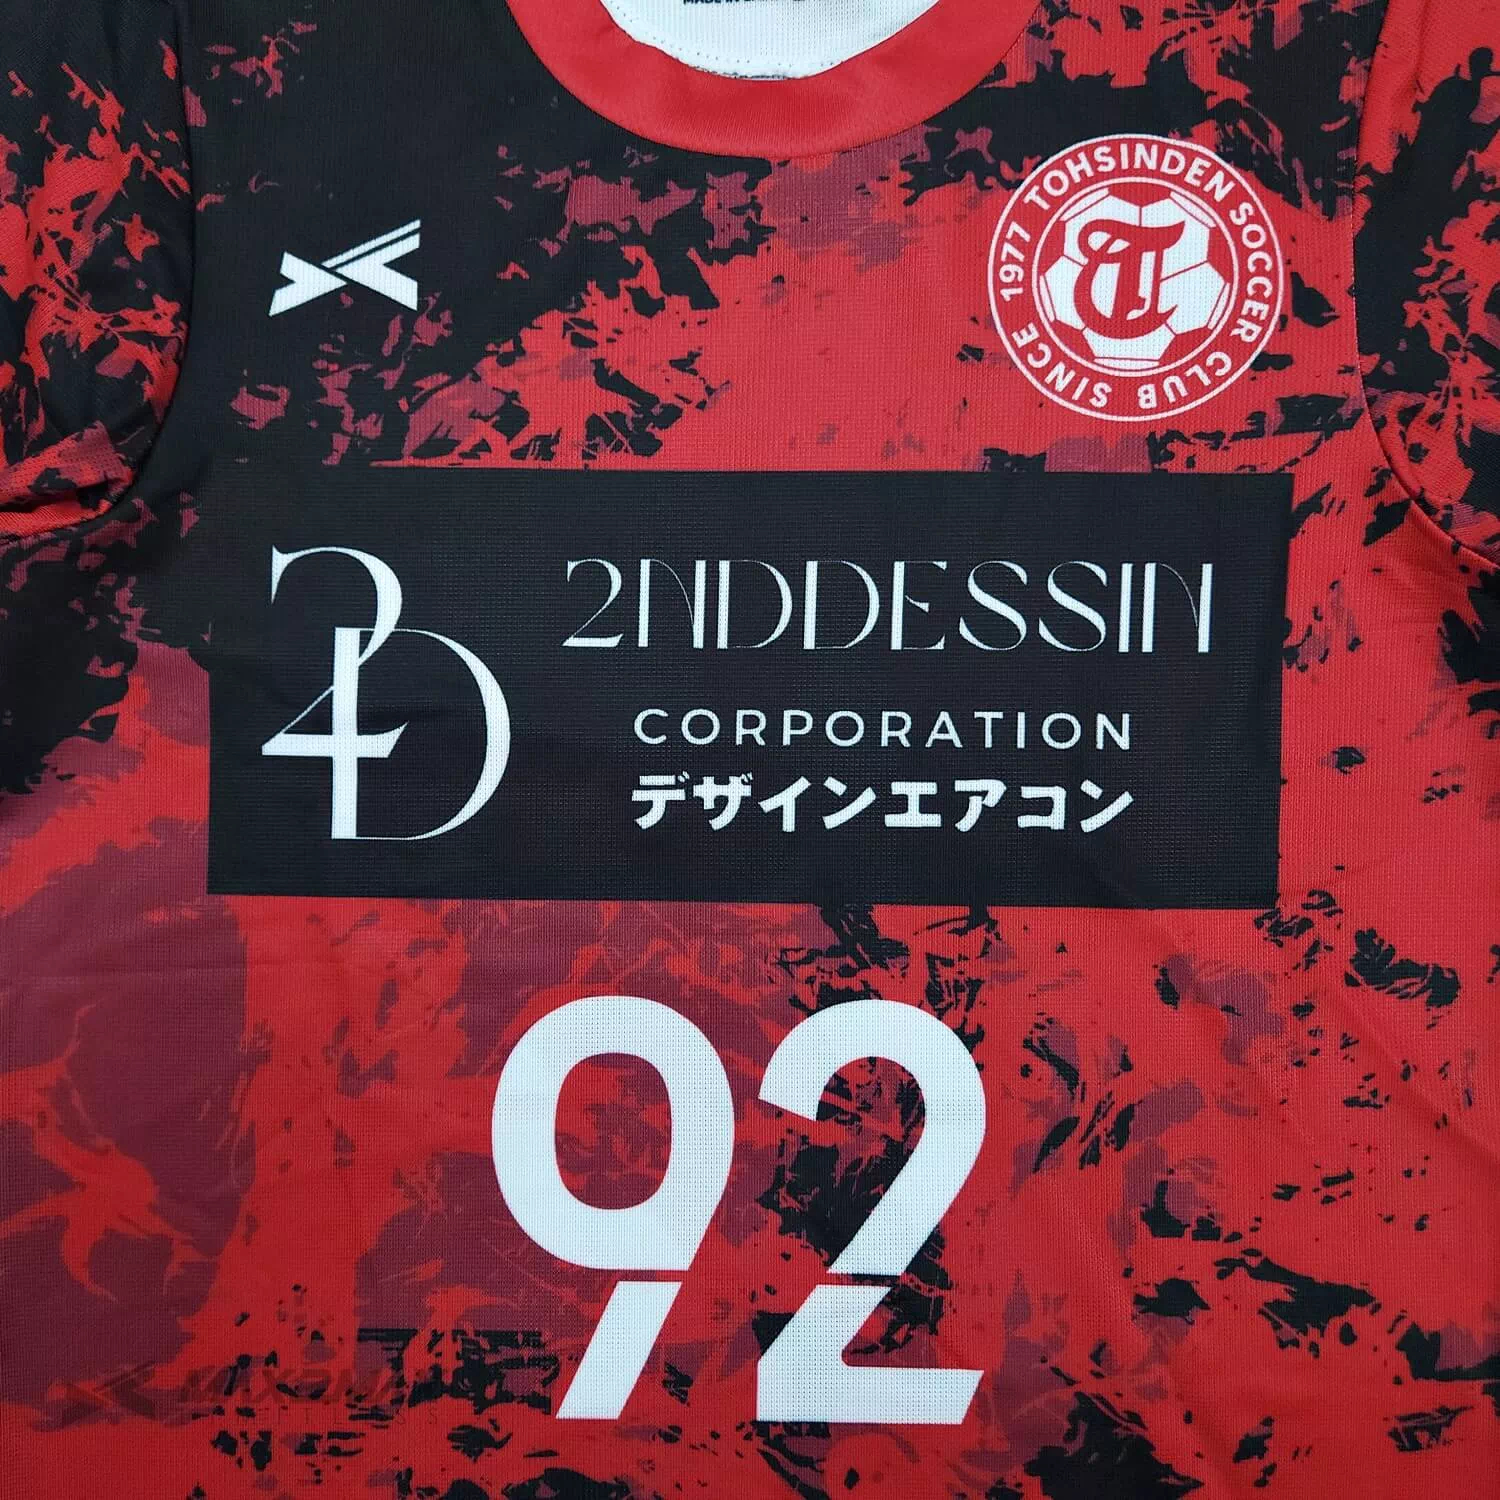 SINCE 1977 TOHSINDEN SOCCER CLUB
T
2D
2NDDESSIN
CORPORATION
デザインエアコン
92